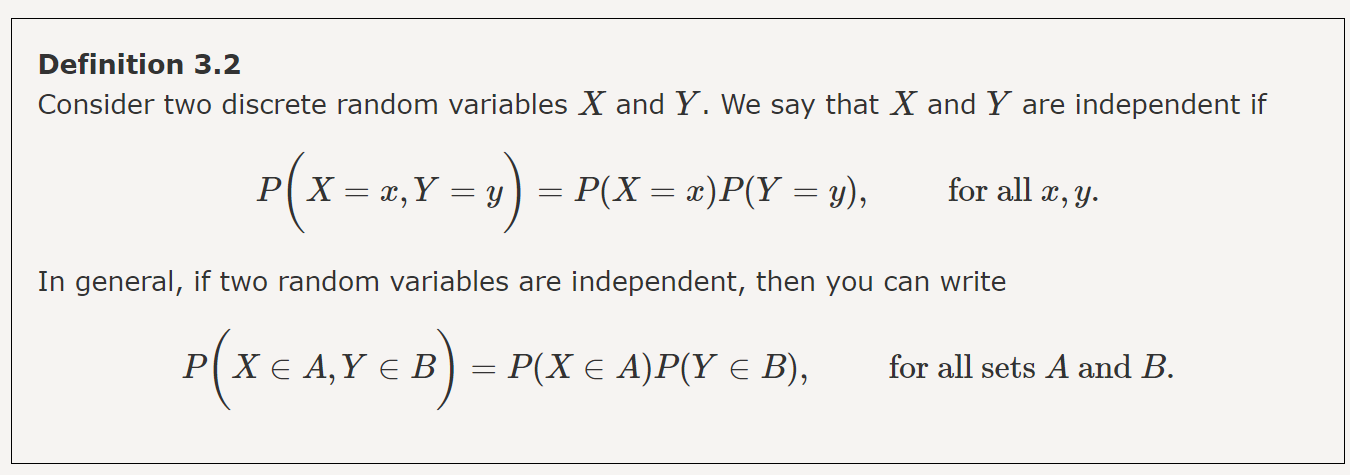 Definition 3.2
Consider two discrete random variables X and Y. We say that X and Y are independent if
P(X = x, Y = y) = P(X = x)P(Y = y), for all x, y.
In general, if two random variables are independent, then you can write
P(X ∈ A, Y ∈ B) = P(X ∈ A)P(Y ∈ B), for all sets A and B.